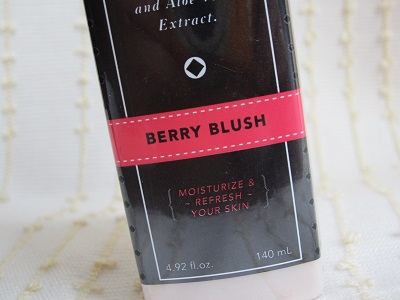 and Aloe
Extract.
BERRY BLUSH
MOISTURIZE &
- REFRESH -
YOUR SKIN
4.92 fl.oz. 140 mL